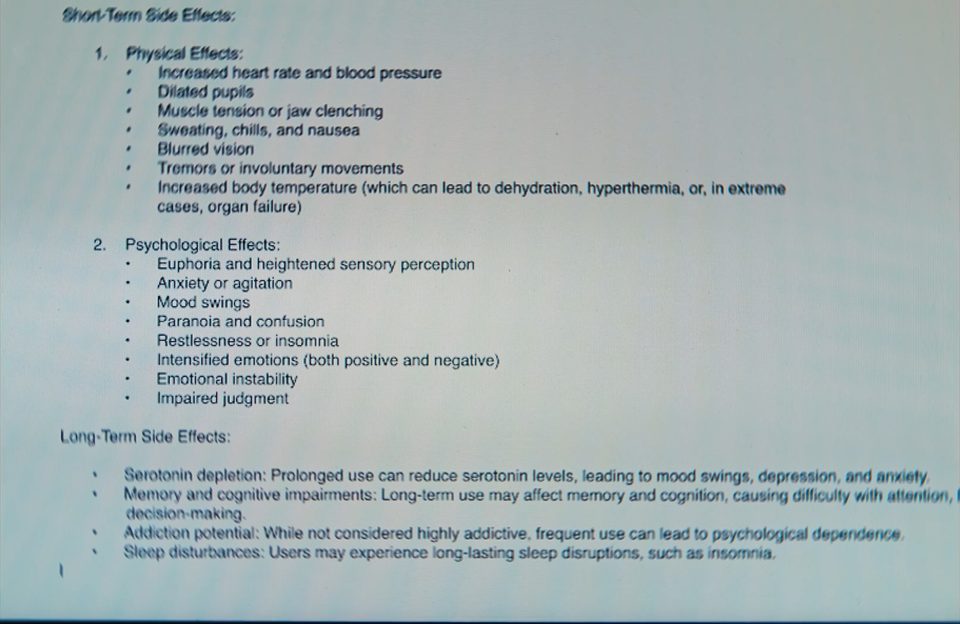 Short-Term Side Effects:
1. Physical Effects:
• Increased heart rate and blood pressure
• Dilated pupils
• Muscle tension or jaw clenching
• Sweating, chills, and nausea
• Blurred vision
• Tremors or involuntary movements
• Increased body temperature (which can lead to dehydration, hyperthermia, or, in extreme
cases, organ failure)
2. Psychological Effects:
• Euphoria and heightened sensory perception
• Anxiety or agitation
• Mood swings
• Paranoia and confusion
• Restlessness or insomnia
• Intensified emotions (both positive and negative)
• Emotional instability
• Impaired judgment
Long-Term Side Effects:
• Serotonin depletion: Prolonged use can reduce serotonin levels, leading to mood swings, depression, and anxiety.
• Memory and cognitive impairments: Long-term use may affect memory and cognition, causing difficulty with attention,
decision-making.
• Addiction potential: While not considered highly addictive, frequent use can lead to psychological dependence.
• Sleep disturbances: Users may experience long-lasting sleep disruptions, such as insomnia.